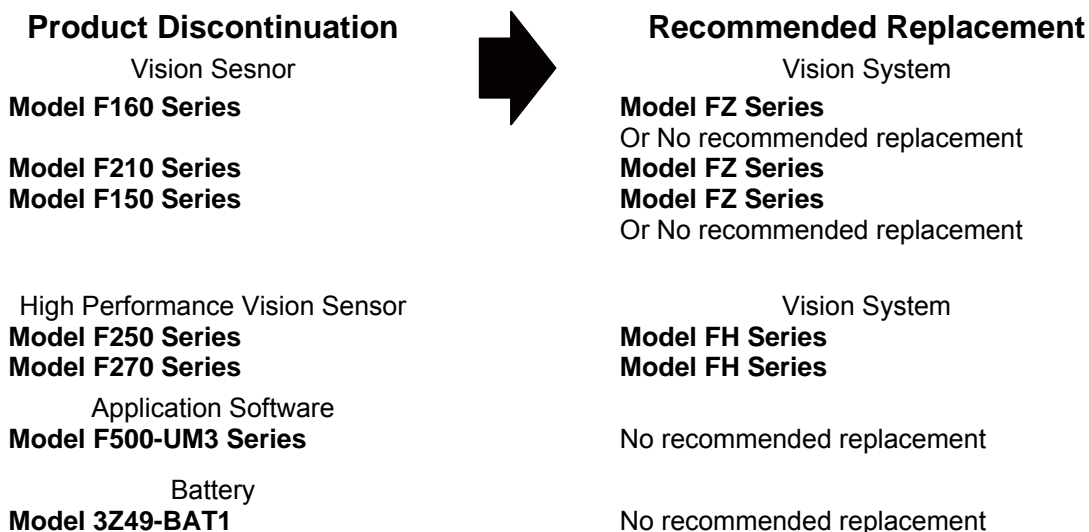 Product Discontinuation Recommended Replacement
Vision Sesnor Vision System
Model F160 Series Model FZ Series
Or No recommended replacement
Model F210 Series Model FZ Series
Model F150 Series Model FZ Series
Or No recommended replacement
High Performance Vision Sensor Vision System
Model F250 Series Model FH Series
Model F270 Series Model FH Series
Application Software
Model F500-UM3 Series No recommended replacement
Battery
Model 3Z49-BAT1 No recommended replacement